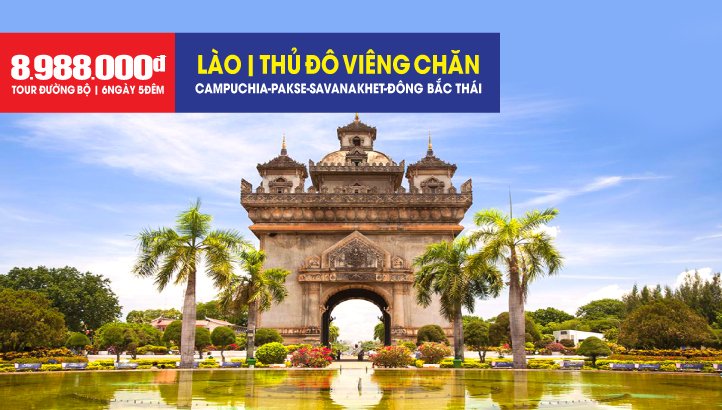 8.988.000đ
TOUR ĐƯỜNG BỘ | 6NGÀY 5ĐÊM
LÀO | THỦ ĐÔ VIÊNG CHĂN
CAMPUCHIA-PAKSE-SAVANAKHET-ĐÔNG BẮC THÁI